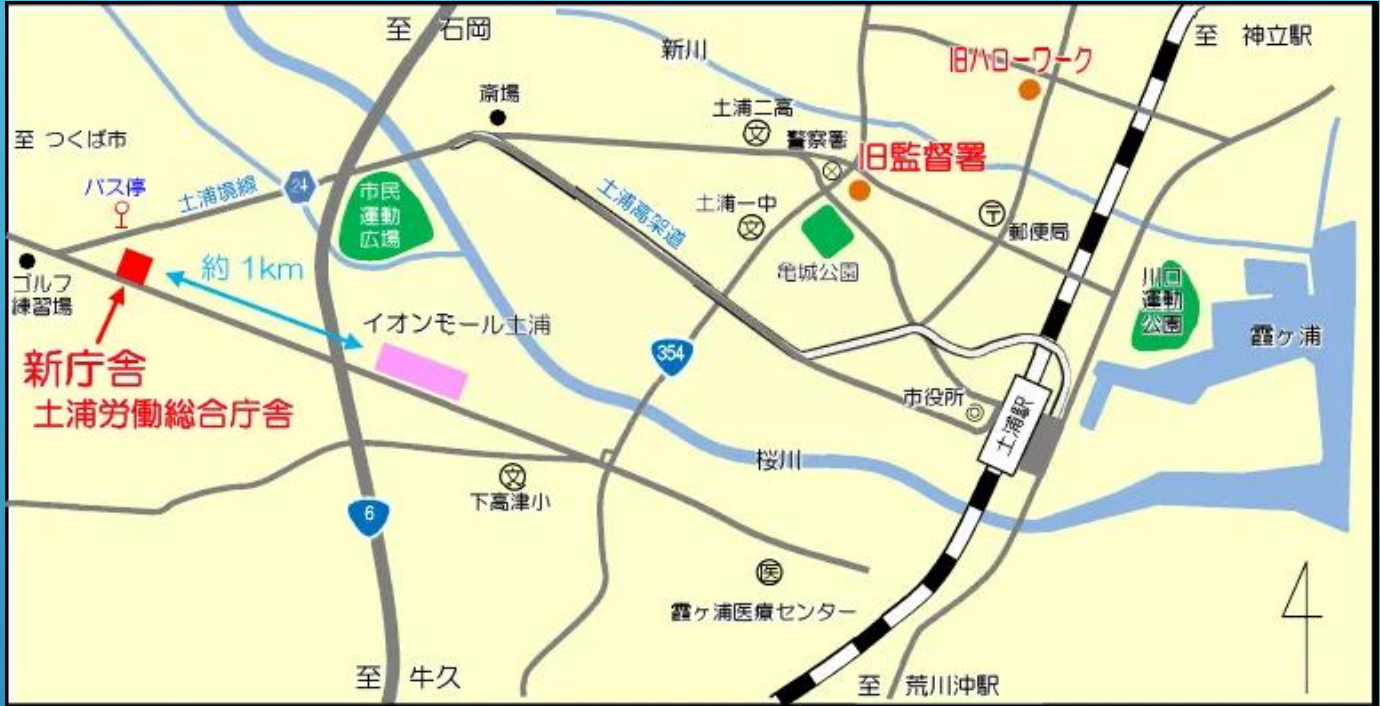 至 石岡
新川
旧ハローワーク
至 神立駅
斎場
土浦二高
文
警察署
旧監督署
至 つくば市
バス停
土浦境線
24
市民
運動
広場
土浦高架道
土浦一中
文
〒
郵便局
亀城公園
ゴルフ
練習場
約 1km
川口
運動
公園
霞ヶ浦
イオンモール土浦
新庁舎
土浦労働総合庁舎
354
市役所
土浦駅
桜川
文
下高津小
6
医
霞ヶ浦医療センター
至 牛久
至 荒川沖駅